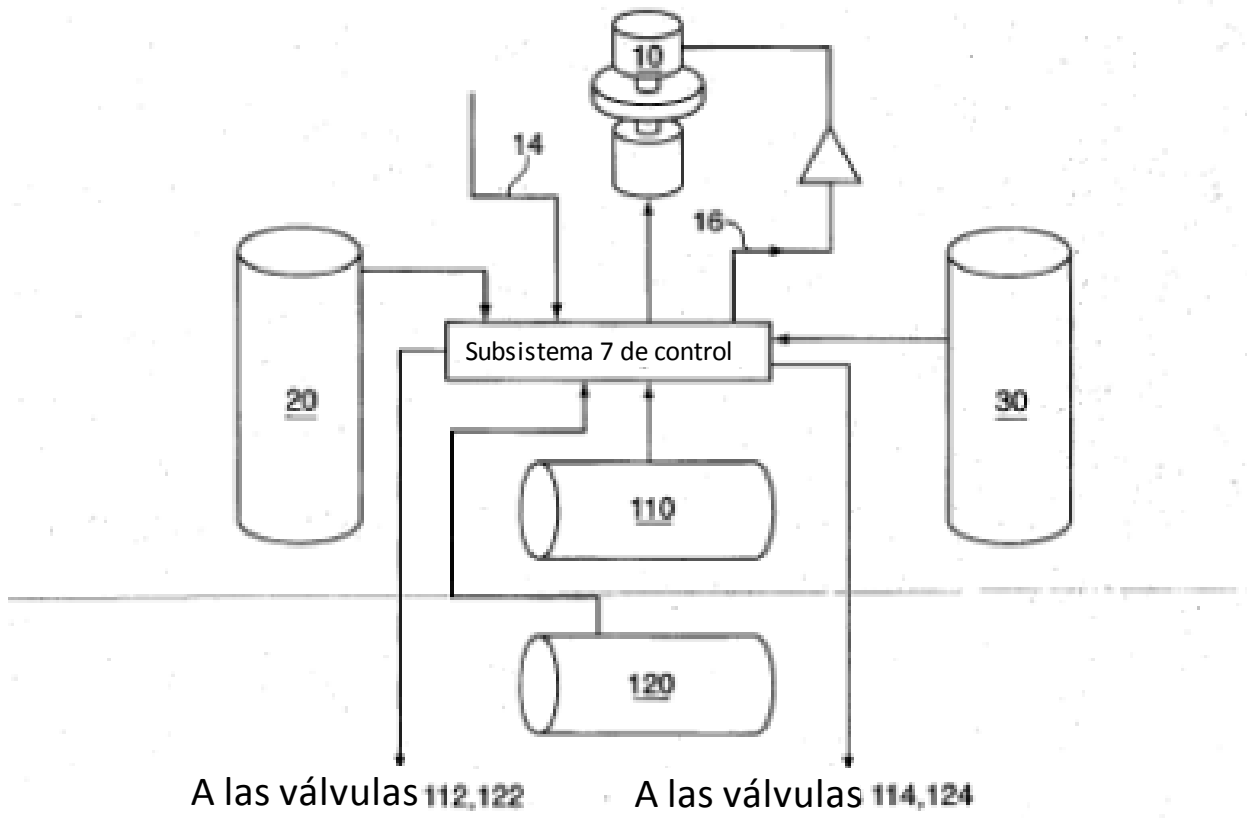 10
14
16
Subsistema 7 de control
20
30
110
120
A las válvulas 112,122
A las válvulas 114,124